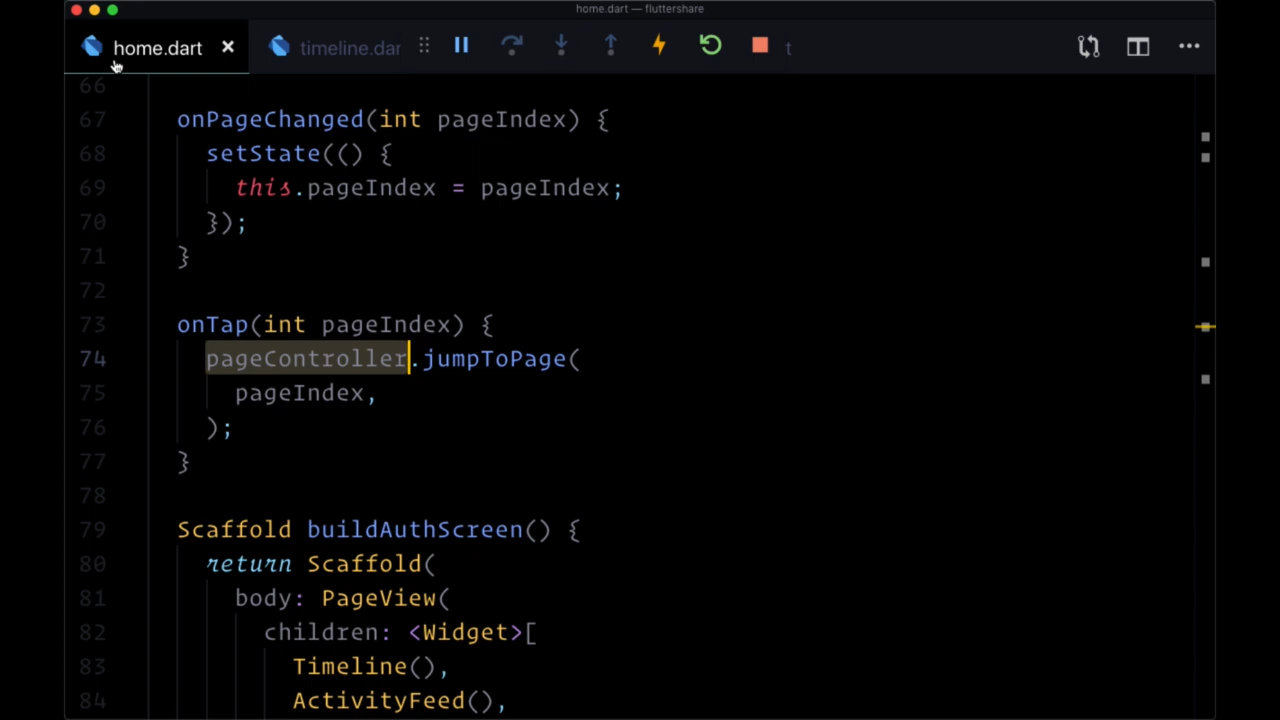 home.dart — fluttershare
home.dart × timeline.dar t
66
67 onPageChanged(int pageIndex) {
68 setState(() {
69 this.pageIndex = pageIndex;
70 });
71 }
72
73 onTap(int pageIndex) {
74 pageController.jumpToPage(
75 pageIndex,
76 );
77 }
78
79 Scaffold buildAuthScreen() {
80 return Scaffold(
81 body: PageView(
82 children: <Widget>[
83 Timeline(),
84 ActivityFeed(),